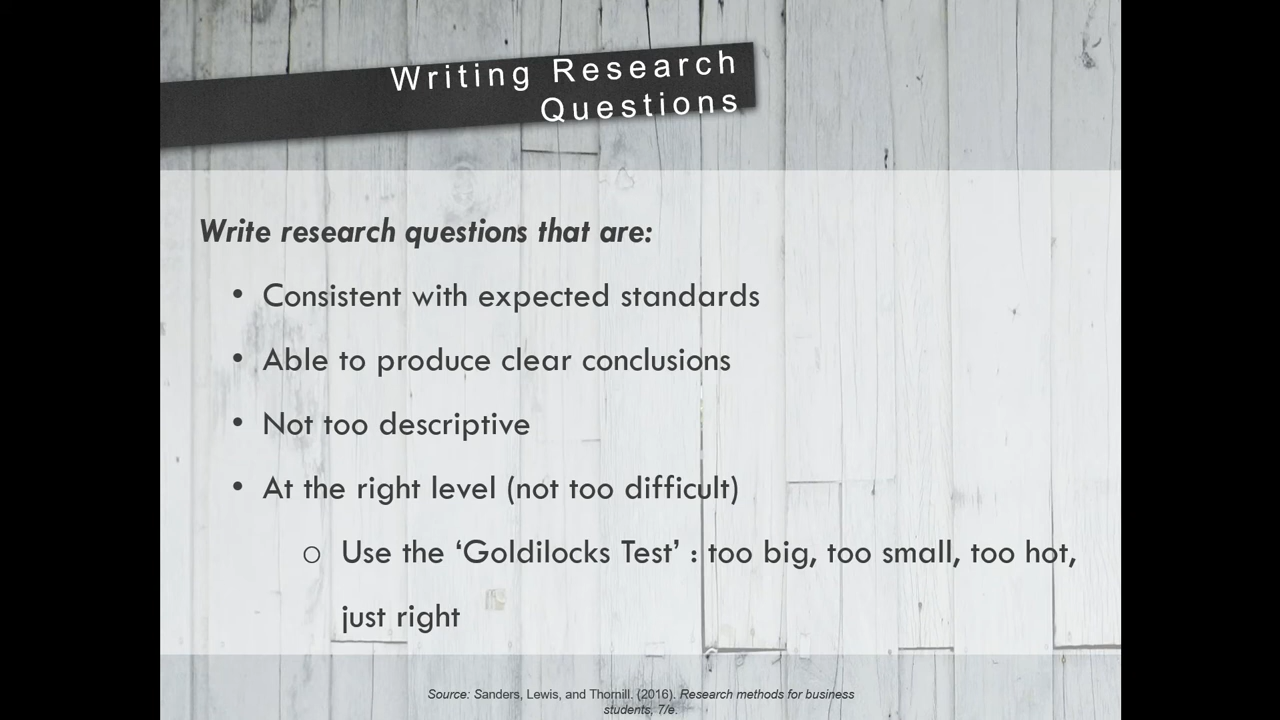 Writing Research
Questions
Write research questions that are:
• Consistent with expected standards
• Able to produce clear conclusions
• Not too descriptive
• At the right level (not too difficult)
o Use the ‘Goldilocks Test’ : too big, too small, too hot,
just right
Source: Sanders, Lewis, and Thornill. (2016). Research methods for business
students, 7/e.